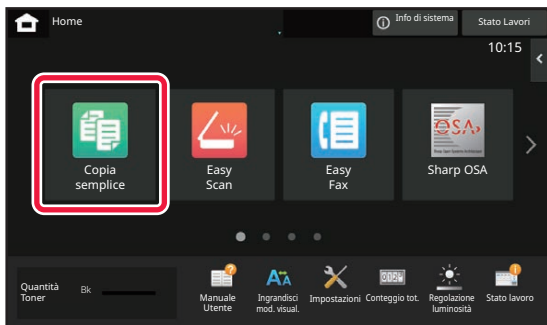 Home
Info di sistema
Stato Lavori
10:15
Copia
semplice
Easy
Scan
Easy
Fax
OSA
Sharp OSA
Quantità
Toner
Bk
Manuale
Utente
Ingrandisci
mod. visual.
Impostazioni
Conteggio tot.
Regolazione
luminosità
Stato lavoro